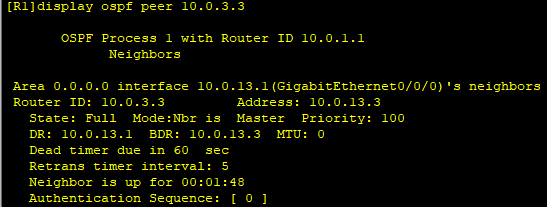 [R1]display ospf peer 10.0.3.3
OSPF Process 1 with Router ID 10.0.1.1
Neighbors
Area 0.0.0.0 interface 10.0.13.1(GigabitEthernet0/0/0)'s neighbors
Router ID: 10.0.3.3 Address: 10.0.13.3
State: Full Mode:Nbr is Master Priority: 100
DR: 10.0.13.1 BDR: 10.0.13.3 MTU: 0
Dead timer due in 60 sec
Retrans timer interval: 5
Neighbor is up for 00:01:48
Authentication Sequence: [ 0 ]